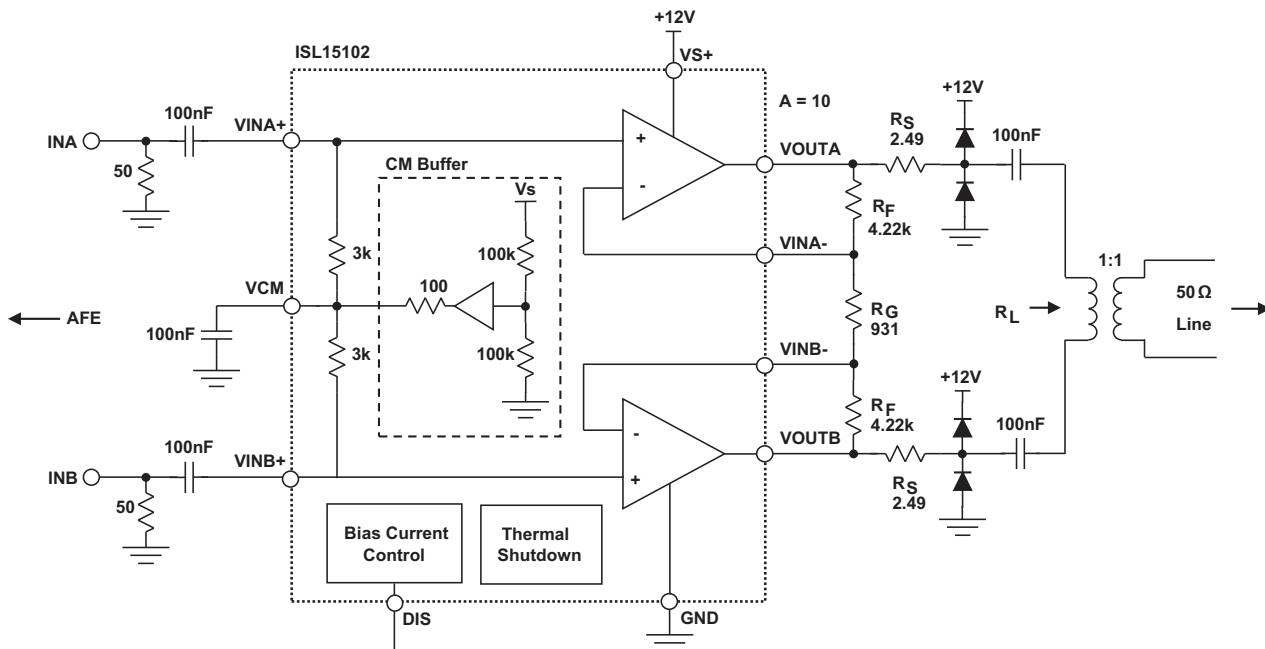 +12V
ISL15102
VS+
A = 10
+12V
100nF
VINA+
INA
50
CM Buffer
Vs
+
-
VOUTA
RS
2.49
100nF
RF
4.22k
3k
100k
VINA-
1:1
VCM
100
AFE
100nF
RG
931
RL
50Ω
Line
3k
100k
VINB-
+12V
RF
4.22k
100nF
100nF
VINB+
-
+
VOUTB
INB
50
RS
2.49
Bias Current
Control
Thermal
Shutdown
DIS
GND